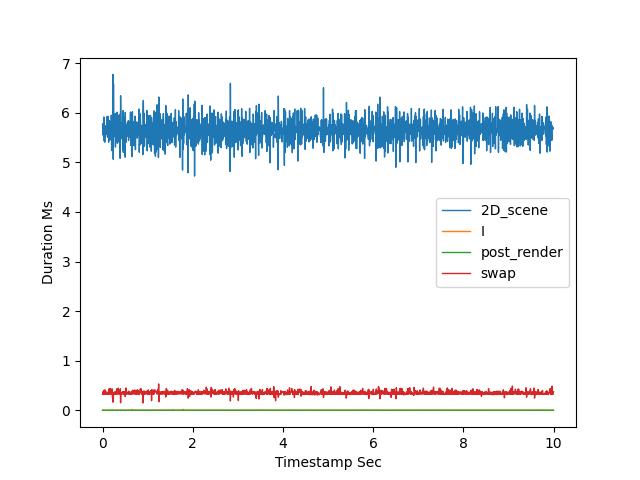 7
6
5
4
3
2
1
0
Duration Ms
2D_scene
I
post_render
swap
0
2
4
6
8
10
Timestamp Sec